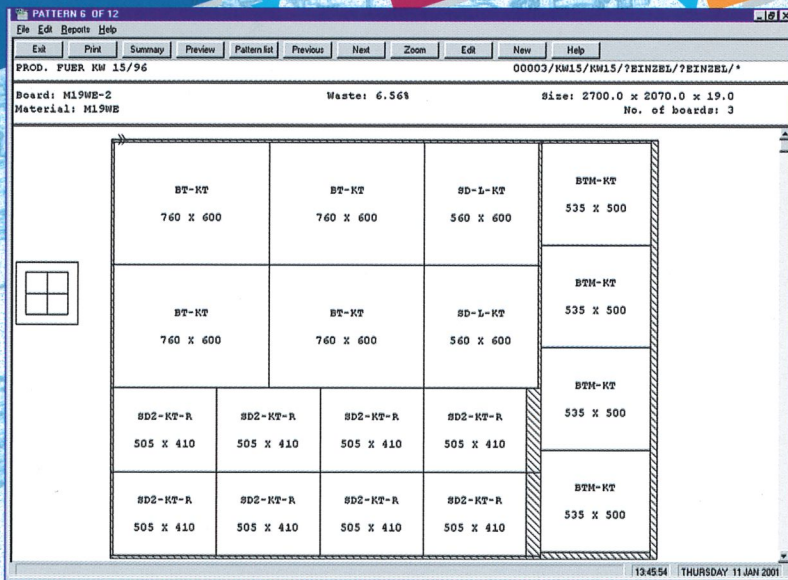 PATTERN 6 OF 12
File Edit Reports Help
Exit Print Summary Preview Pattern list Previous Next Zoom Edit New Help
PROD. FUER KW 15/96 00003/KW15/KW15/?EINZEL/?EINZEL/*
Board: M19WE-2 Waste: 6.56% Size: 2700.0 x 2070.0 x 19.0
Material: M19WE No. of boards: 3
BT-KT BT-KT SD-L-KT BTM-KT
760 X 600 760 X 600 560 X 600 535 X 500
BT-KT BT-KT SD-L-KT BTM-KT
760 X 600 760 X 600 560 X 600 535 X 500
SD2-KT-R SD2-KT-R SD2-KT-R SD2-KT-R BTM-KT
505 X 410 505 X 410 505 X 410 505 X 410 535 X 500
SD2-KT-R SD2-KT-R SD2-KT-R SD2-KT-R BTM-KT
505 X 410 505 X 410 505 X 410 505 X 410 535 X 500
13:45:54 THURSDAY 11 JAN 2001